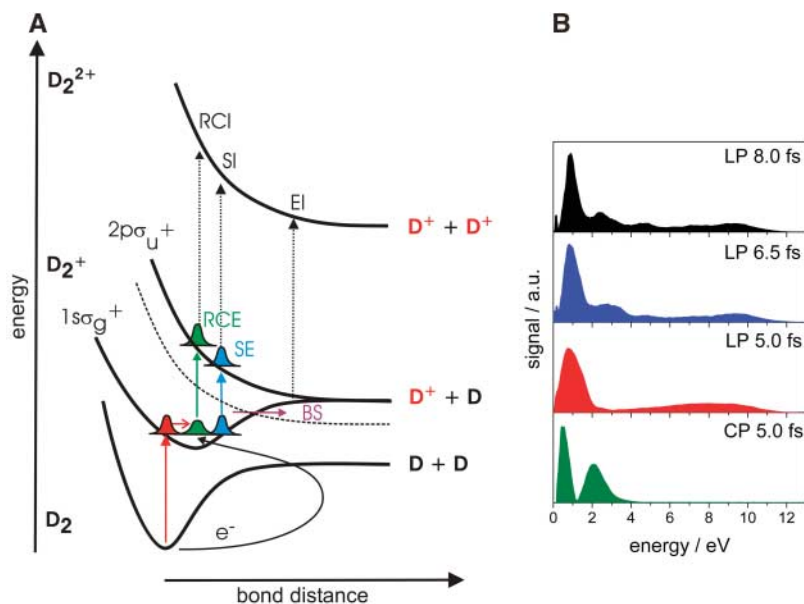 A
B
D₂²⁺
RCI
SI
EI
D⁺ + D⁺
2pσᵤ⁺
D₂⁺
1sσg⁺
RCE
SE
D⁺ + D
BS
D + D
D₂
e⁻
energy
bond distance
LP 8.0 fs
LP 6.5 fs
LP 5.0 fs
CP 5.0 fs
signal / a.u.
0 2 4 6 8 10 12
energy / eV